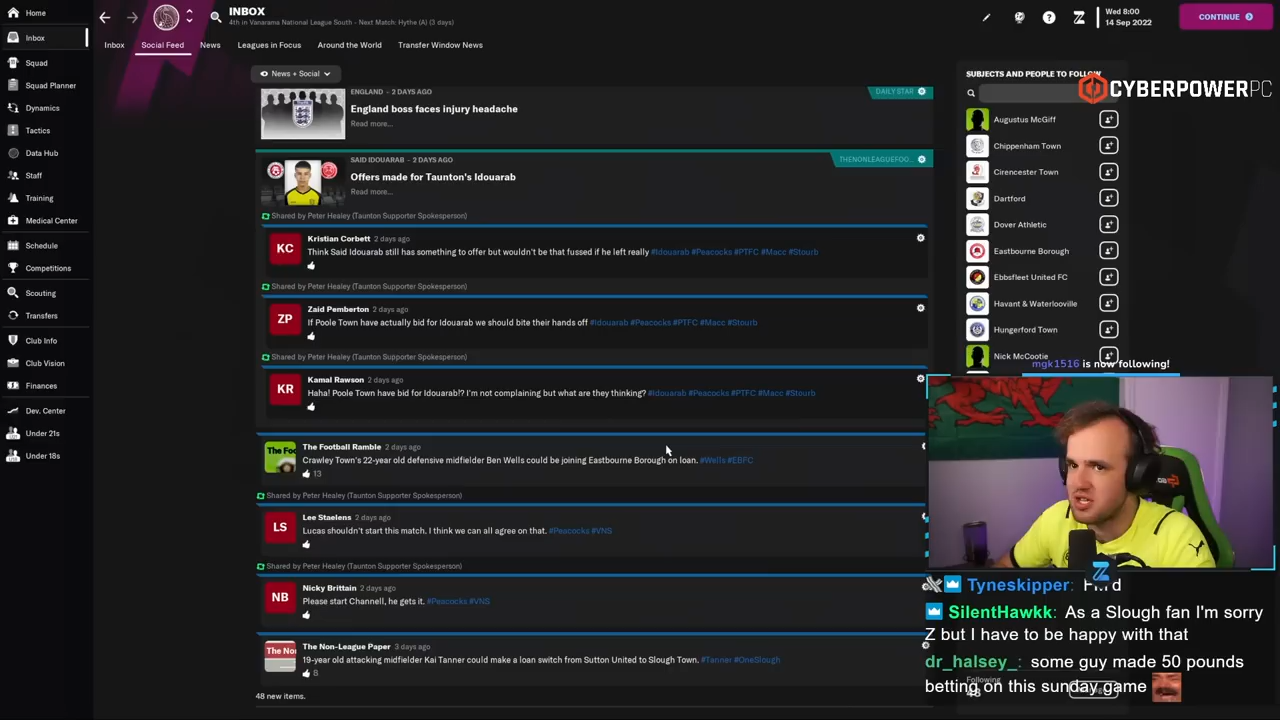 Home
Inbox
Squad
Squad Planner
Dynamics
Tactics
Data Hub
Staff
Training
Medical Center
Schedule
Competitions
Scouting
Transfers
Club Info
Club Vision
Finances
Dev. Center
Under 21s
Under 18s
INBOX
4th in Vanarama National League South - Next Match: Hythe (A) (3 days)
Wed 8:00
14 Sep 2022
CONTINUE
Inbox Social Feed News Leagues in Focus Around the World Transfer Window News
News + Social
ENGLAND - 2 DAYS AGO
DAILY STAR
England boss faces injury headache
Read more...
SAID IDOUARAB - 2 DAYS AGO
THENONLEAGUEFOO...
Offers made for Taunton's Idouarab
Read more...
Shared by Peter Healey (Taunton Supporter Spokesperson)
KC
Kristian Corbett 2 days ago
Think Said Idouarab still has something to offer but wouldn't be that fussed if he left really #Idouarab #Peacocks #PTFC #Macc #Stourb
Shared by Peter Healey (Taunton Supporter Spokesperson)
ZP
Zaid Pemberton 2 days ago
If Poole Town have actually bid for Idouarab we should bite their hands off #Idouarab #Peacocks #PTFC #Macc #Stourb
Shared by Peter Healey (Taunton Supporter Spokesperson)
KR
Kamal Rawson 2 days ago
Haha! Poole Town have bid for Idouarab!? I'm not complaining but what are they thinking? #Idouarab #Peacocks #PTFC #Macc #Stourb
The Foo
The Football Ramble 2 days ago
Crawley Town's 22-year old defensive midfielder Ben Wells could be joining Eastbourne Borough on loan. #Wells #EBFC
13
Shared by Peter Healey (Taunton Supporter Spokesperson)
LS
Lee Staelens 2 days ago
Lucas shouldn't start this match. I think we can all agree on that. #Peacocks #VNS
Shared by Peter Healey (Taunton Supporter Spokesperson)
NB
Nicky Brittain 2 days ago
Please start Channell, he gets it. #Peacocks #VNS
The Nor
The Non-League Paper 3 days ago
19-year old attacking midfielder Kai Tanner could make a loan switch from Sutton United to Slough Town. #Tanner #OneSlough
8
48 new items.
SUBJECTS AND PEOPLE TO FOLLOW
CYBERPOWERPC
Augustus McGiff
Chippenham Town
Cirencester Town
Dartford
Dover Athletic
Eastbourne Borough
Ebbsfleet United FC
Havant & Waterlooville
Hungerford Town
Nick McCootie
mgk1516 is now following!
Tyneskipper:
SilentHawkk: As a Slough fan I'm sorry
Z but I have to be happy with that
dr_halsey_: some guy made 50 pounds
betting on this sunday game
Following
48